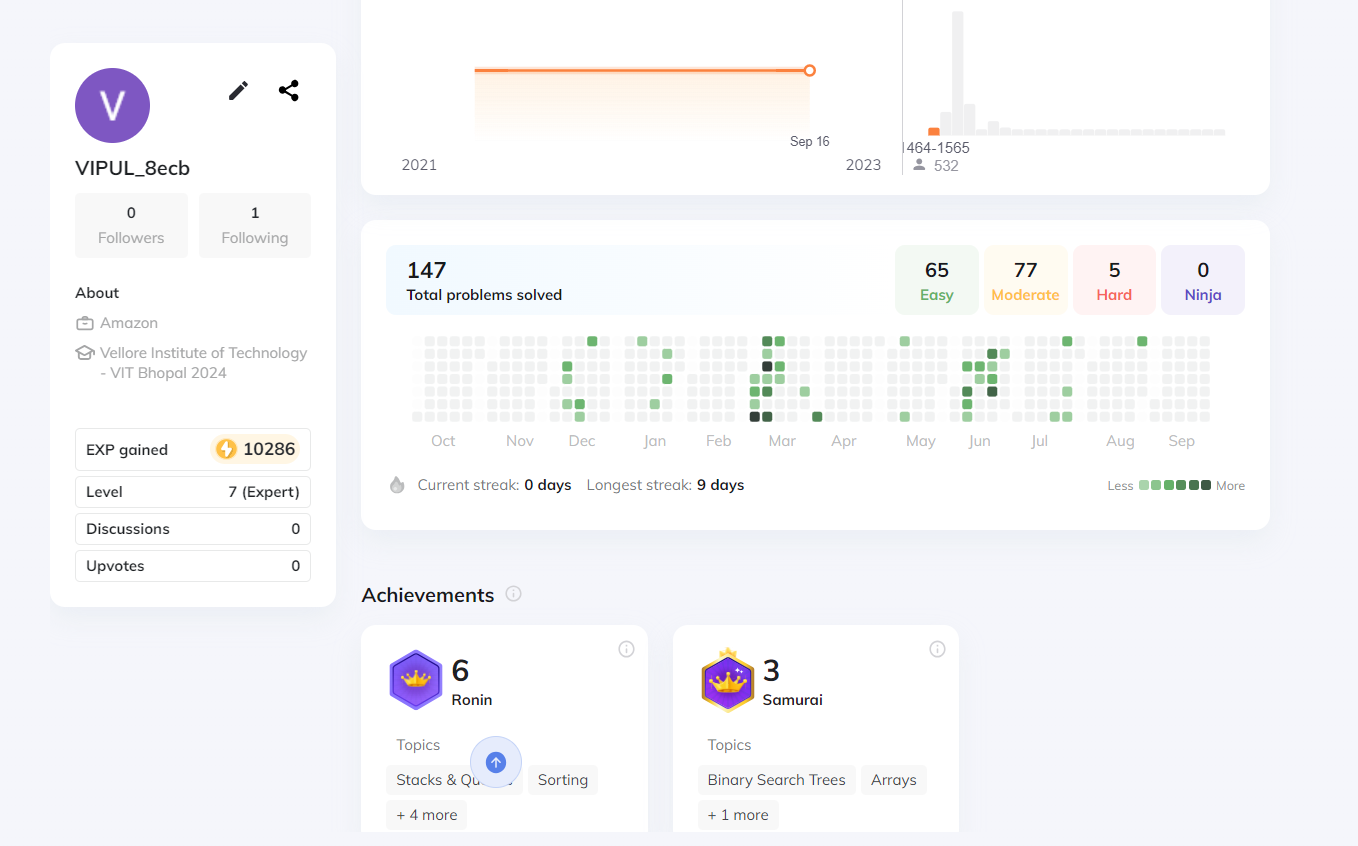 V
VIPUL_8ecb
0
Followers
1
Following
About
Amazon
Vellore Institute of Technology
- VIT Bhopal 2024
EXP gained 10286
Level 7 (Expert)
Discussions 0
Upvotes 0
Sep 16
2021 2023
464-1565
532
147
Total problems solved
65
Easy
77
Moderate
5
Hard
0
Ninja
Oct Nov Dec Jan Feb Mar Apr May Jun Jul Aug Sep
Current streak: 0 days Longest streak: 9 days
Less More
Achievements
6
Ronin
Topics
Stacks & Sorting
+ 4 more
3
Samurai
Topics
Binary Search Trees Arrays
+ 1 more